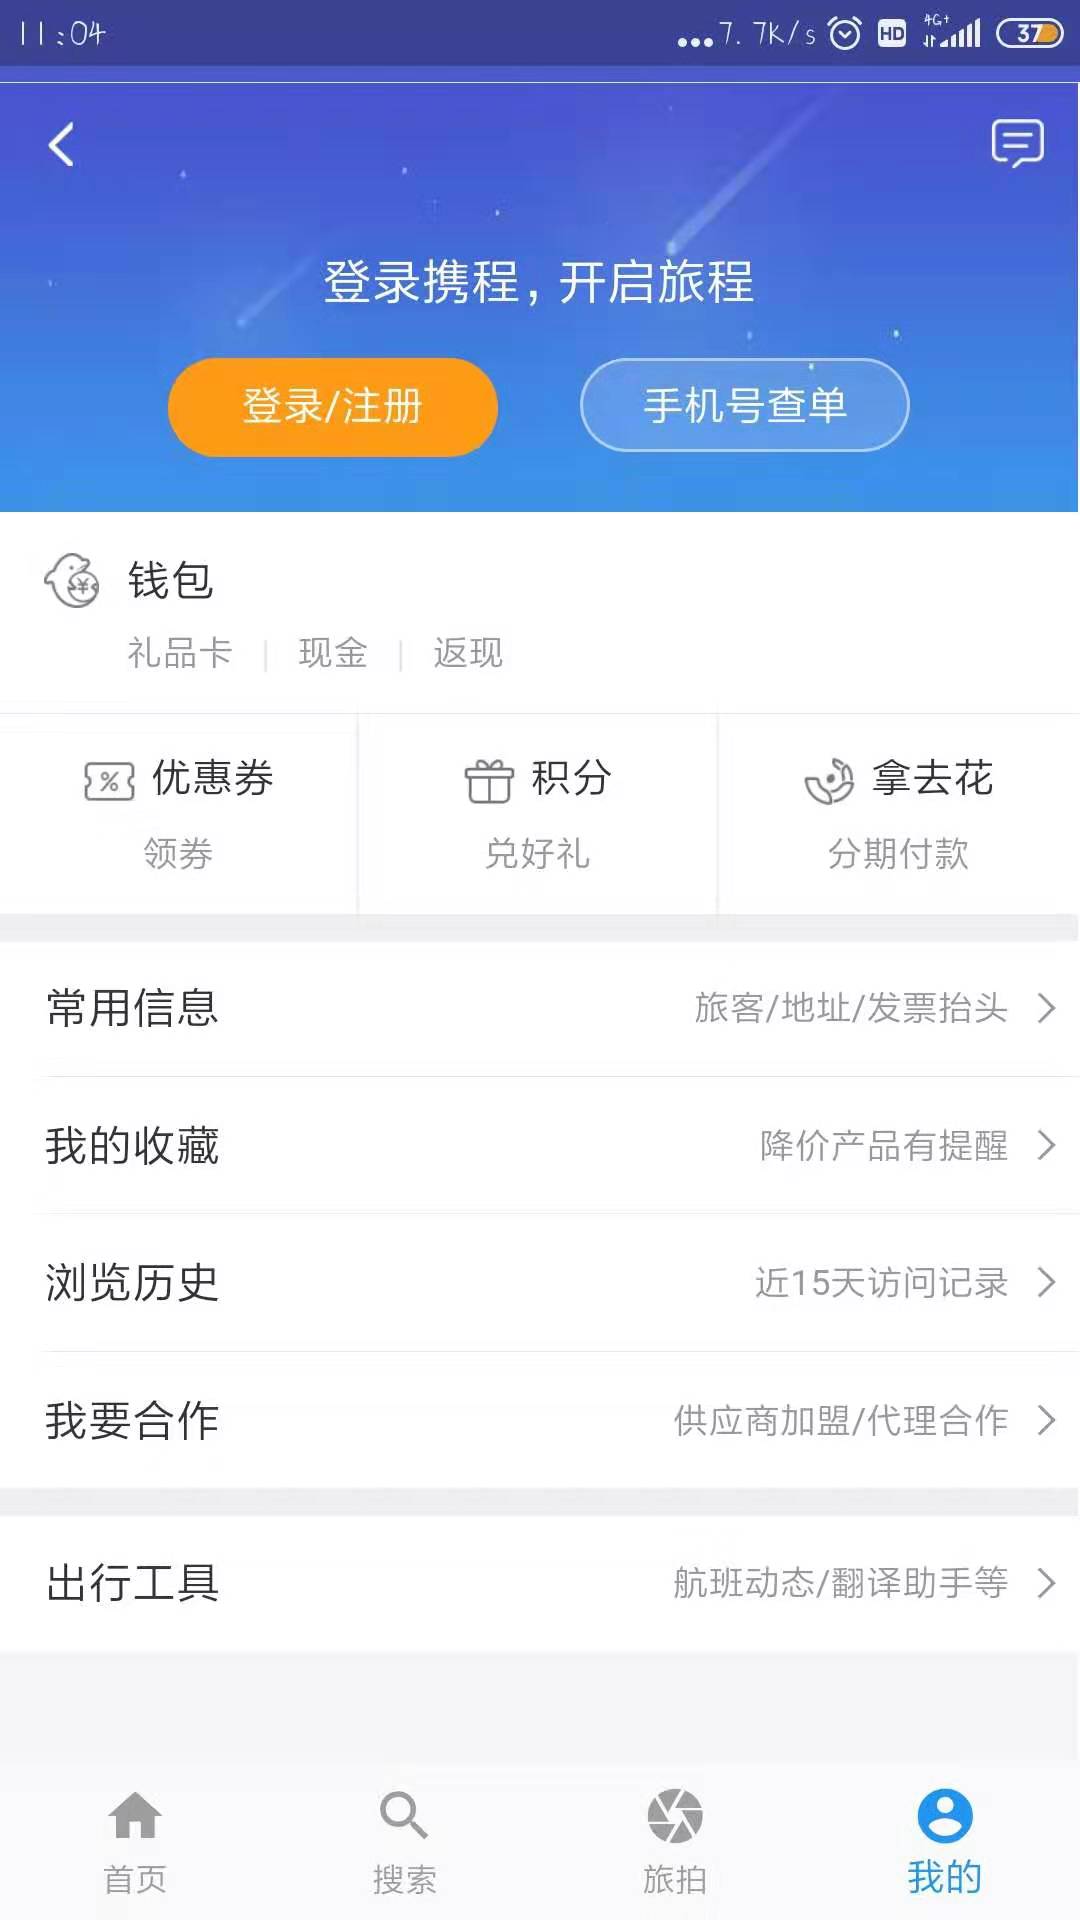 11:04 ...7.7K/s HD 4G+ 37
登录携程，开启旅程
登录/注册 手机号查单
钱包
礼品卡 | 现金 | 返现
优惠券 积分 拿去花
领券 兑好礼 分期付款
常用信息 旅客/地址/发票抬头
我的收藏 降价产品有提醒
浏览历史 近15天访问记录
我要合作 供应商加盟/代理合作
出行工具 航班动态/翻译助手等
首页 搜索 旅拍 我的